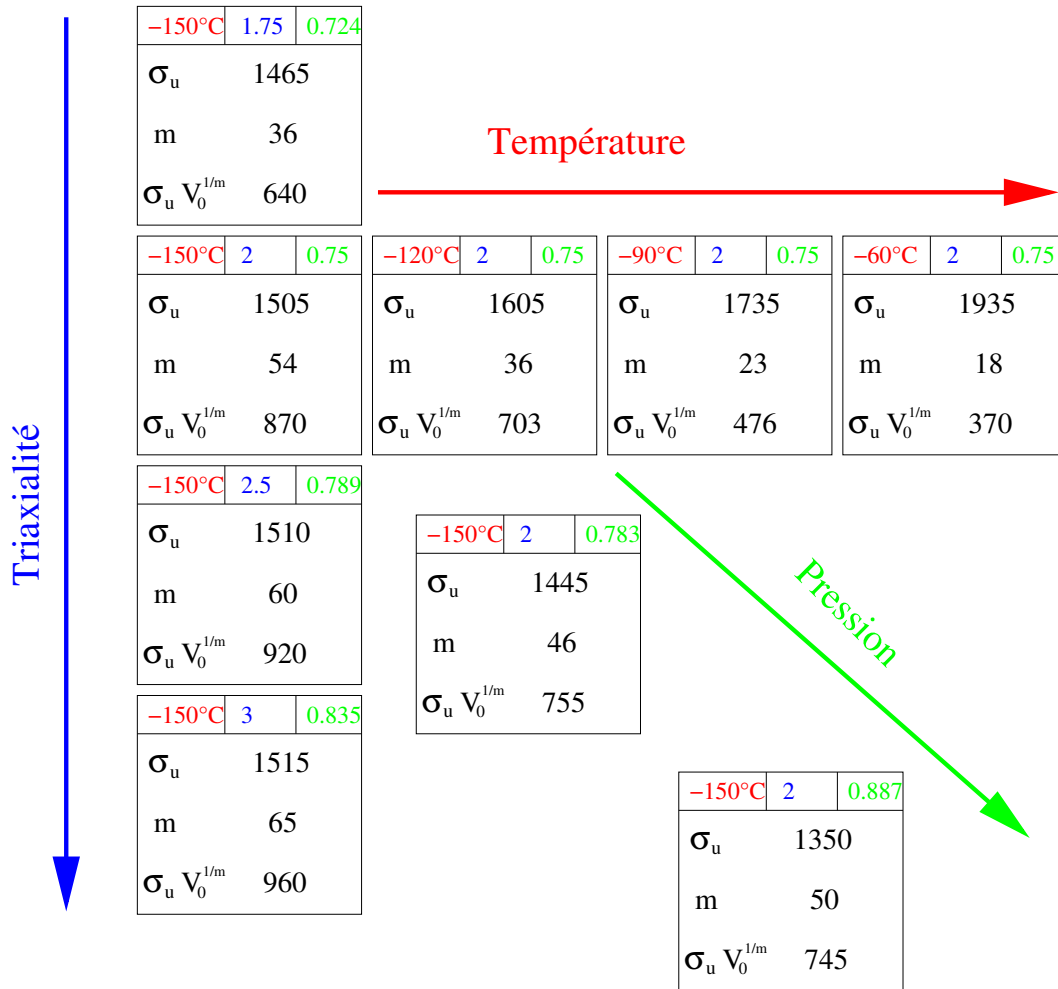 −150°C 1.75 0.724
σu 1465
m 36
σu V0^1/m 640
Température
−150°C 2 0.75
σu 1505
m 54
σu V0^1/m 870
−120°C 2 0.75
σu 1605
m 36
σu V0^1/m 703
−90°C 2 0.75
σu 1735
m 23
σu V0^1/m 476
−60°C 2 0.75
σu 1935
m 18
σu V0^1/m 370
Triaxialité
−150°C 2.5 0.789
σu 1510
m 60
σu V0^1/m 920
−150°C 2 0.783
σu 1445
m 46
σu V0^1/m 755
Pression
−150°C 3 0.835
σu 1515
m 65
σu V0^1/m 960
−150°C 2 0.887
σu 1350
m 50
σu V0^1/m 745